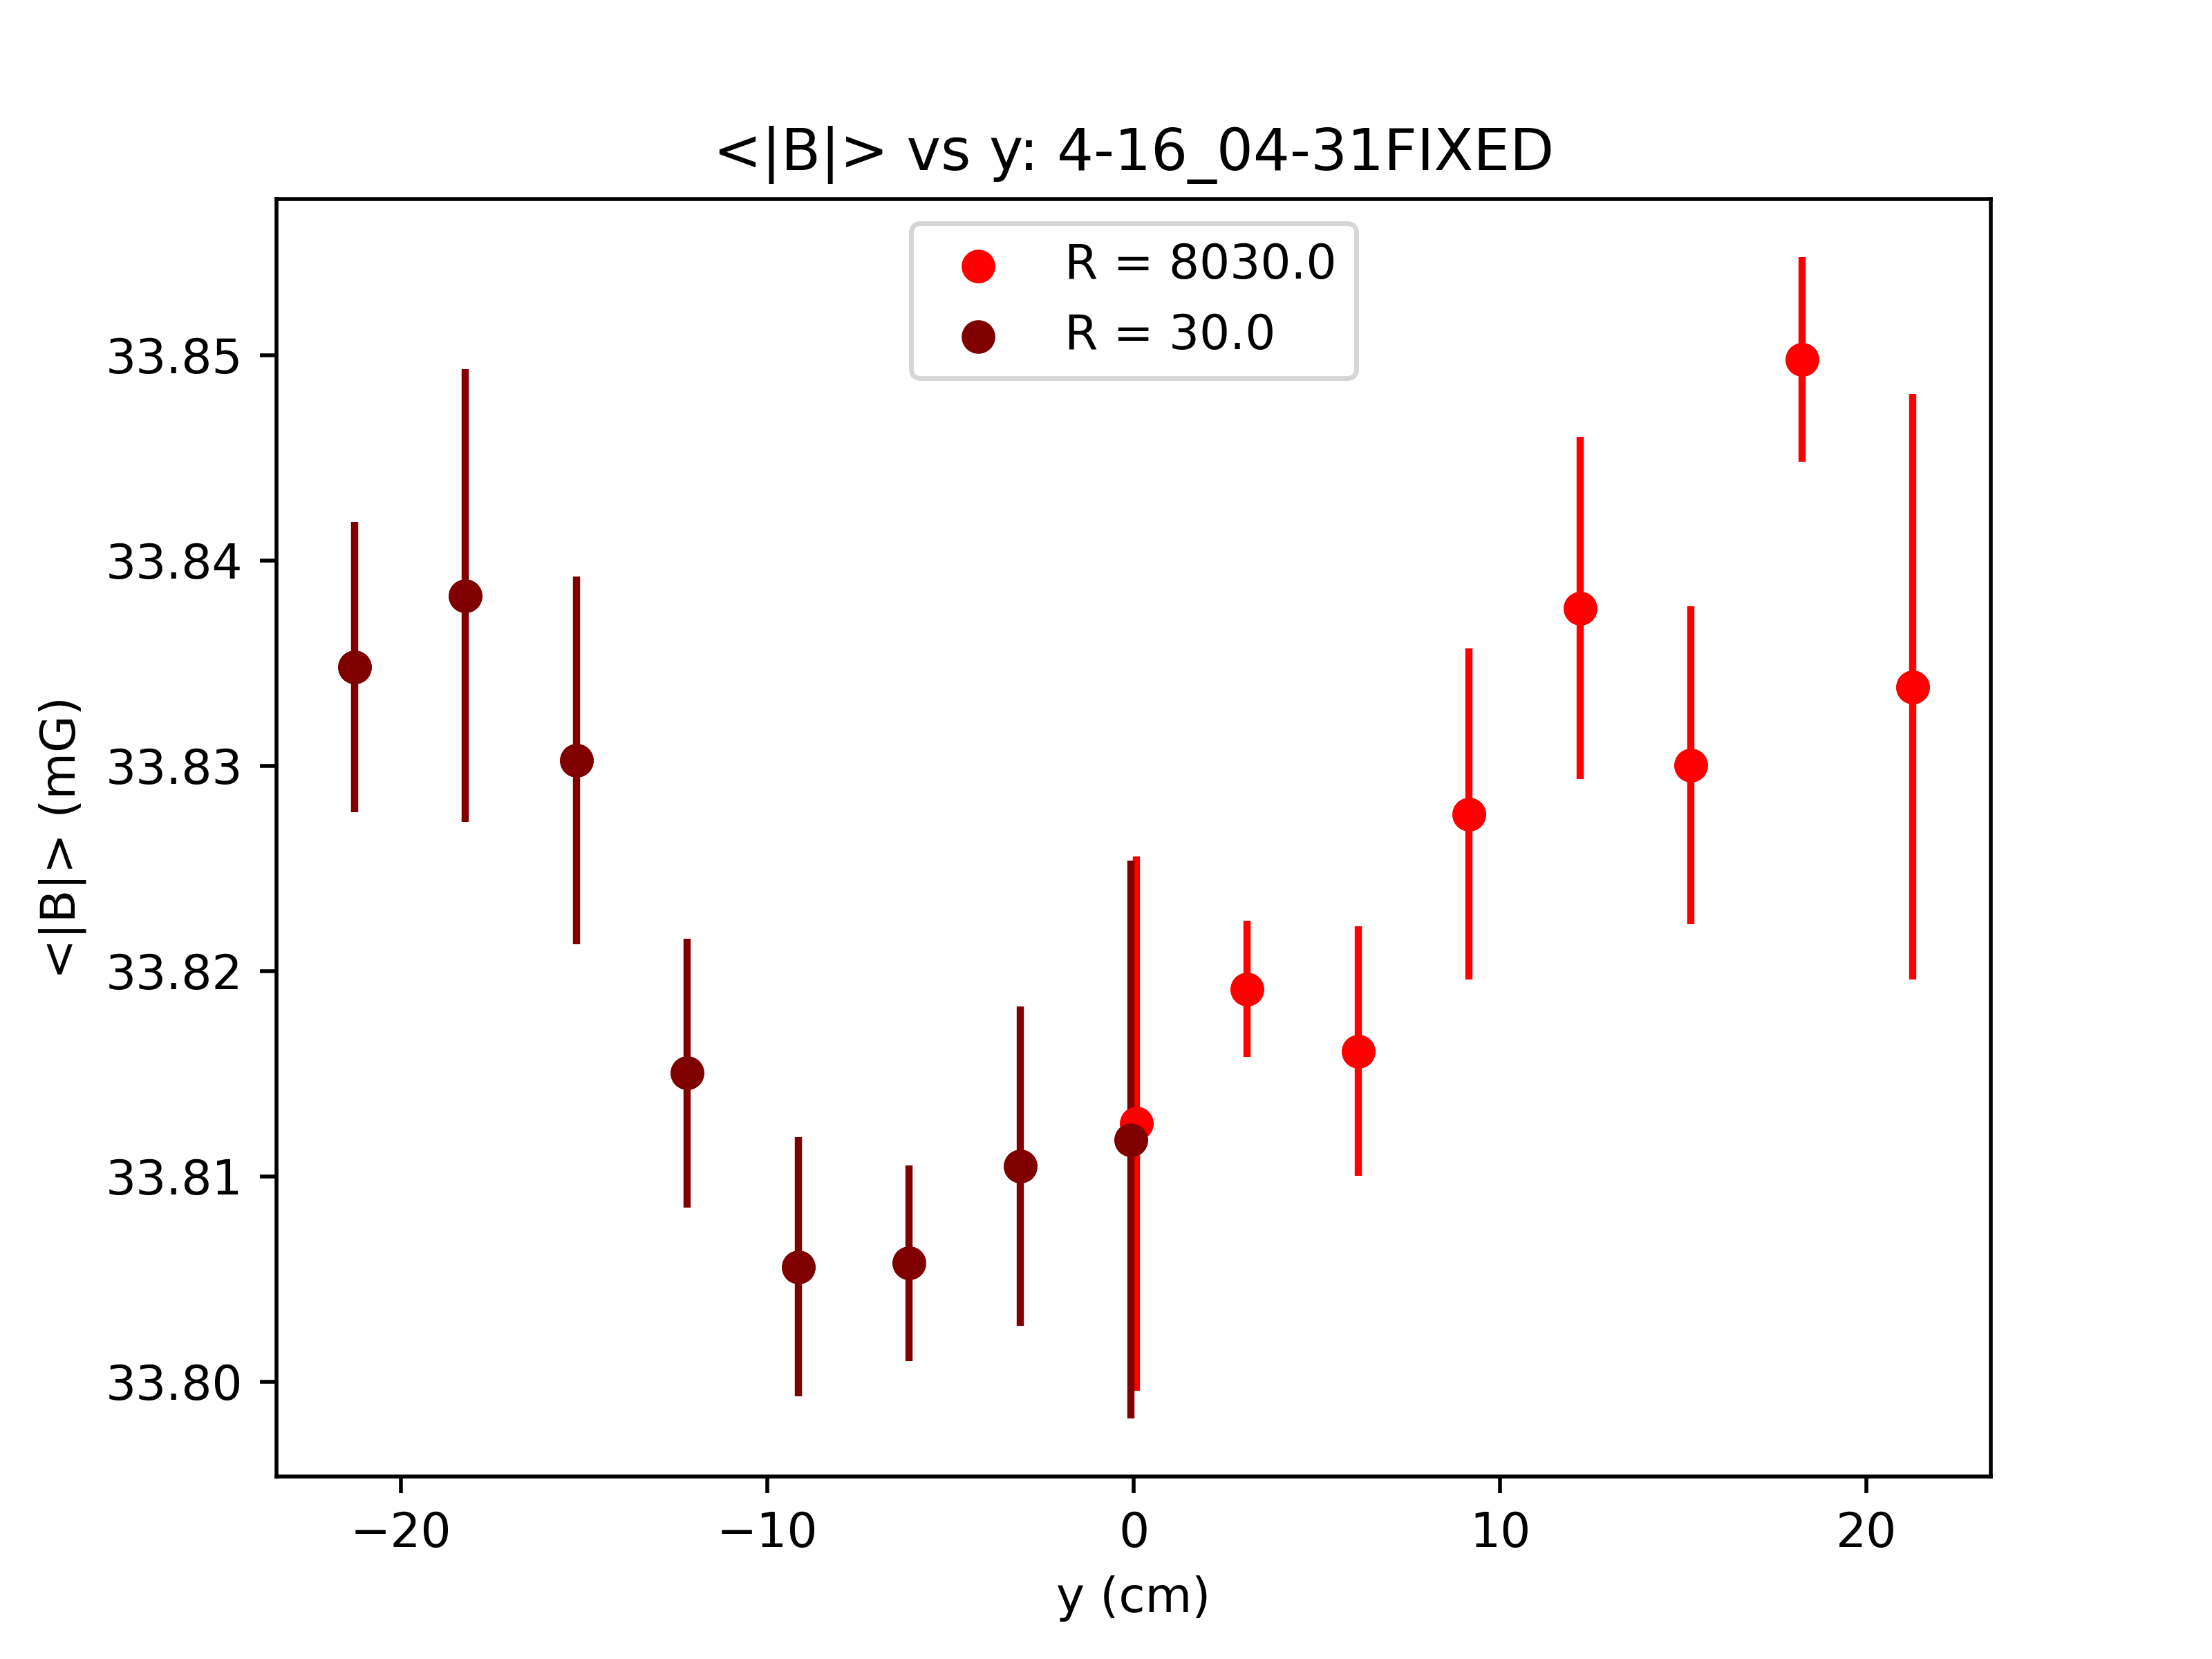 <|B|> vs y: 4-16_04-31FIXED
R = 8030.0
R = 30.0
33.85
33.84
33.83
33.82
33.81
33.80
<|B|> (mG)
−20
−10
0
10
20
y (cm)